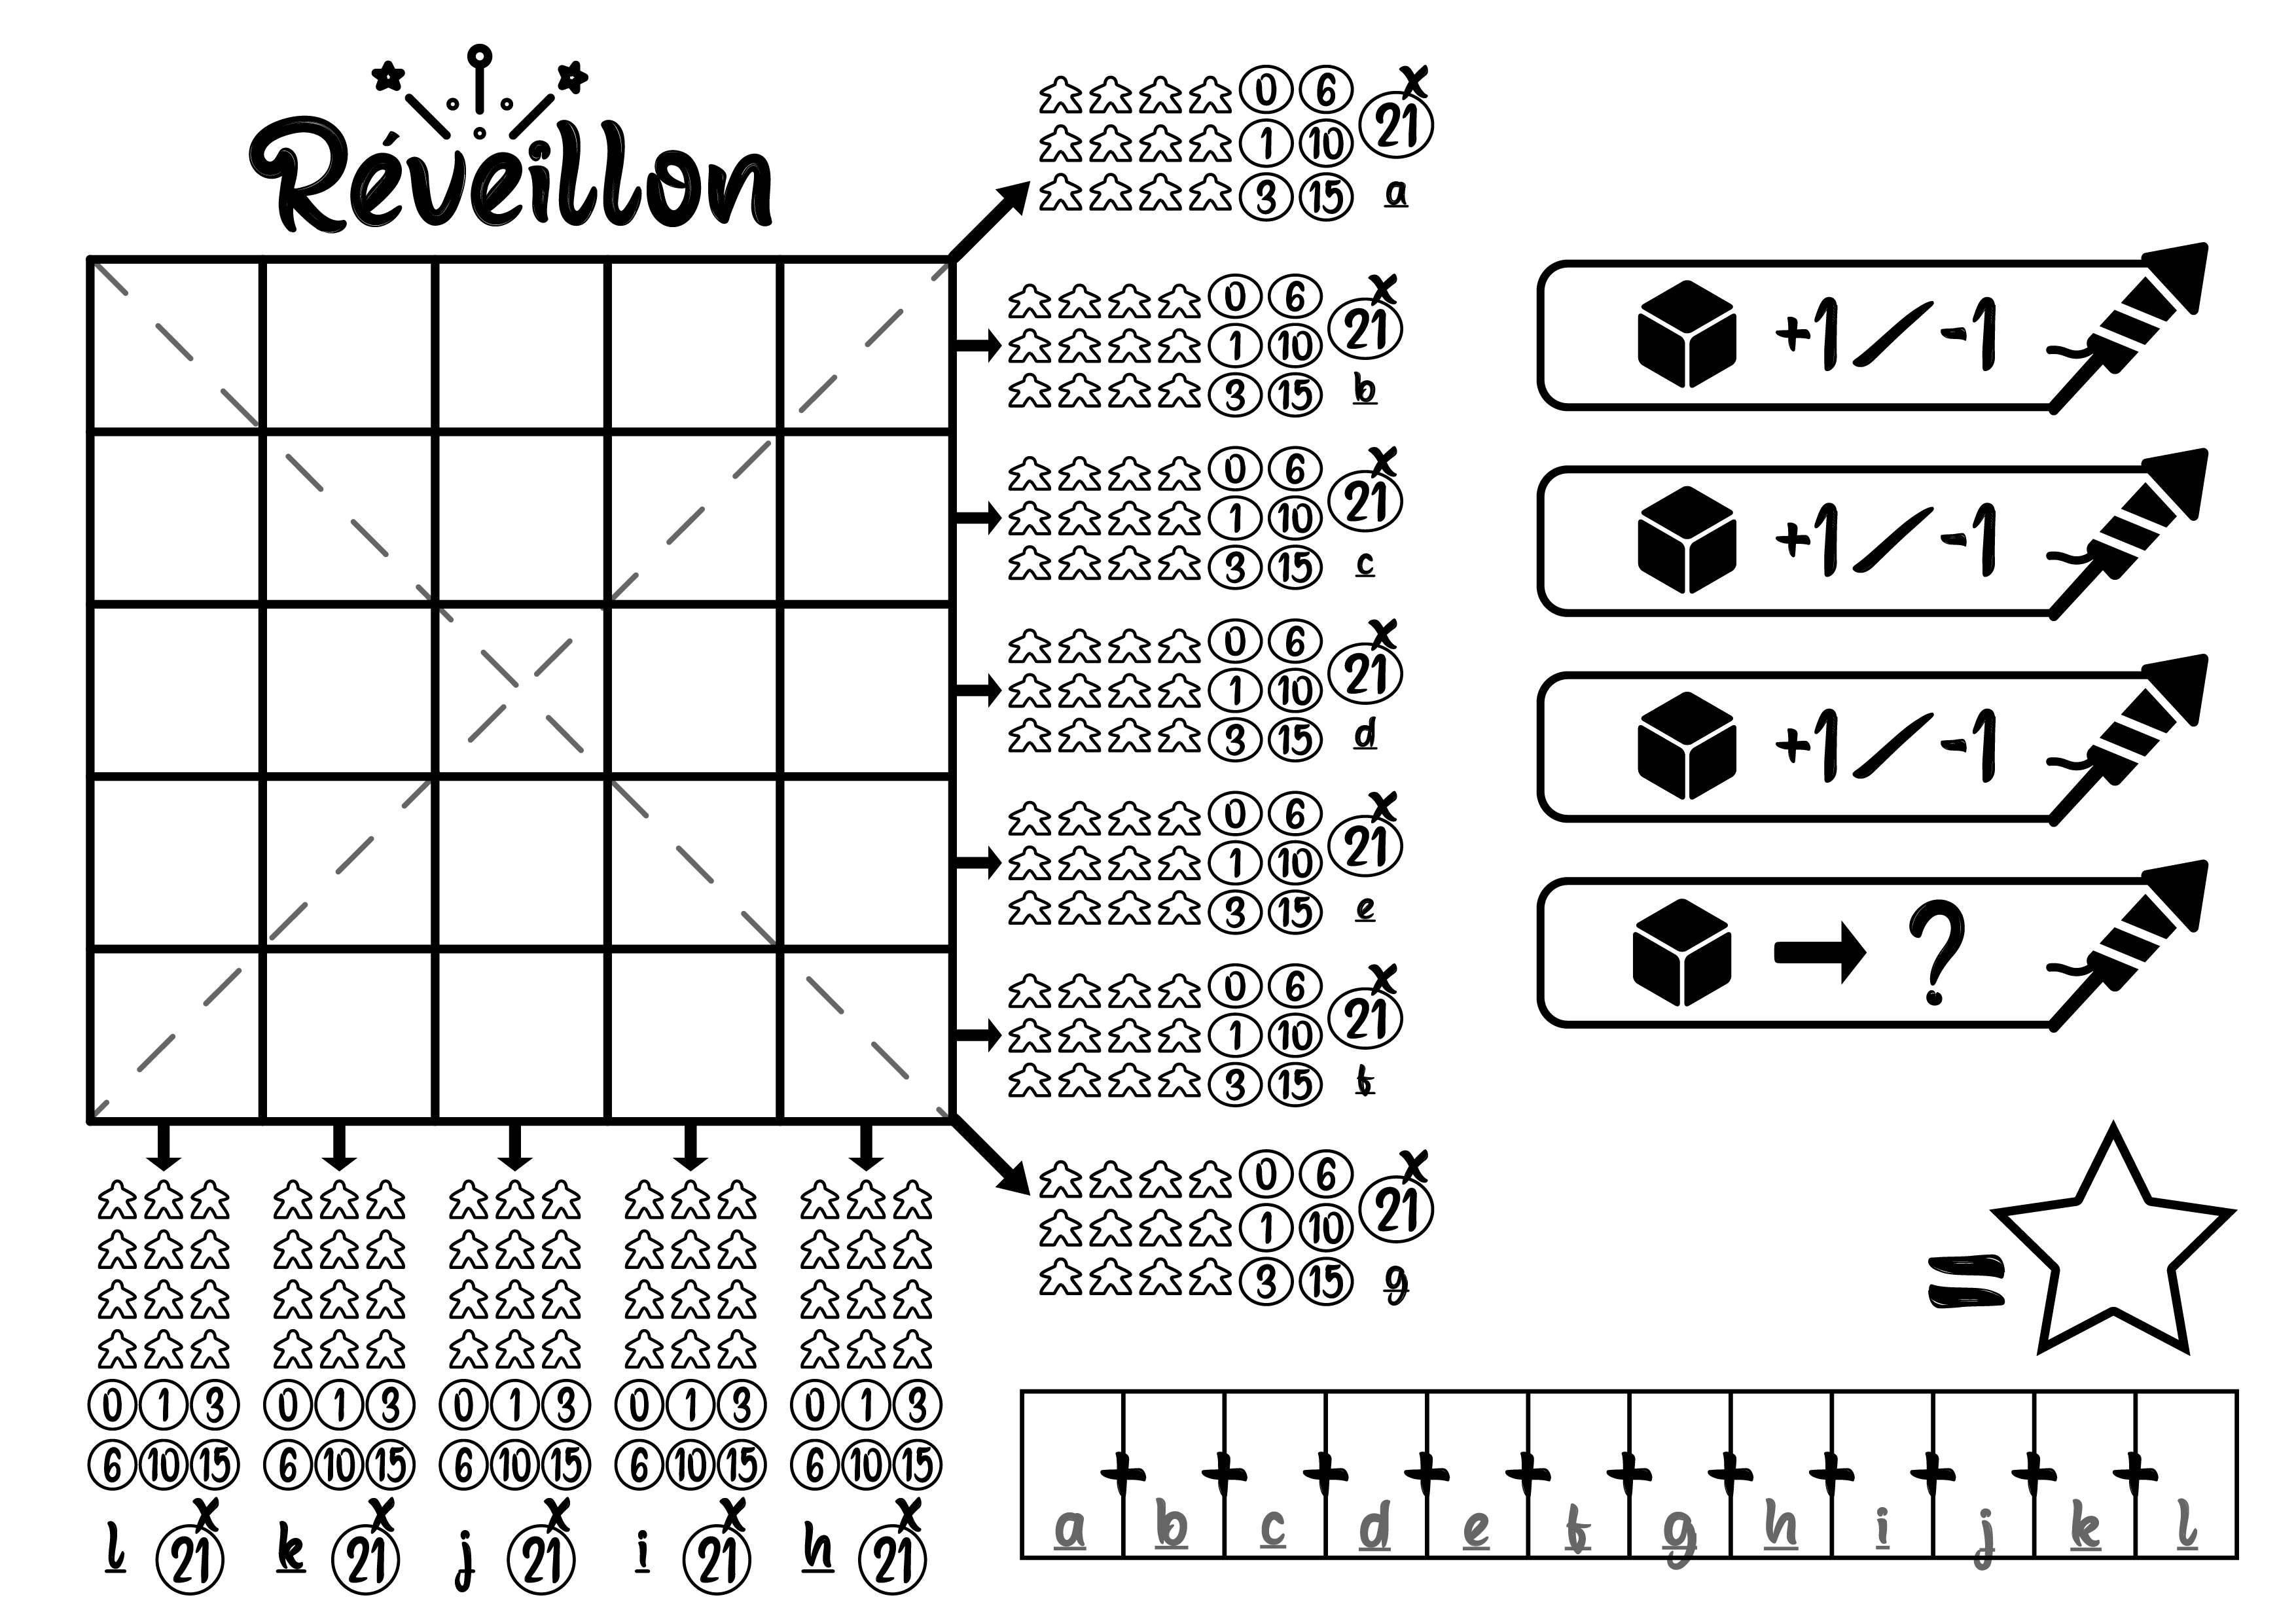 Réveillon
0 6 x
1 10 21
3 15 a
0 6 x
1 10 21
3 15 b
0 6 x
1 10 21
3 15 c
0 6 x
1 10 21
3 15 d
0 6 x
1 10 21
3 15 e
0 6 x
1 10 21
3 15 f
0 6 x
1 10 21
3 15 g
+1/-1
+1/-1
+1/-1
?
0 1 3 0 1 3 0 1 3 0 1 3 0 1 3
6 10 15 6 10 15 6 10 15 6 10 15 6 10 15
x x x x x
l 21 k 21 j 21 i 21 h 21
=
+ + + + + + + + + + +
a b c d e f g h i j k l